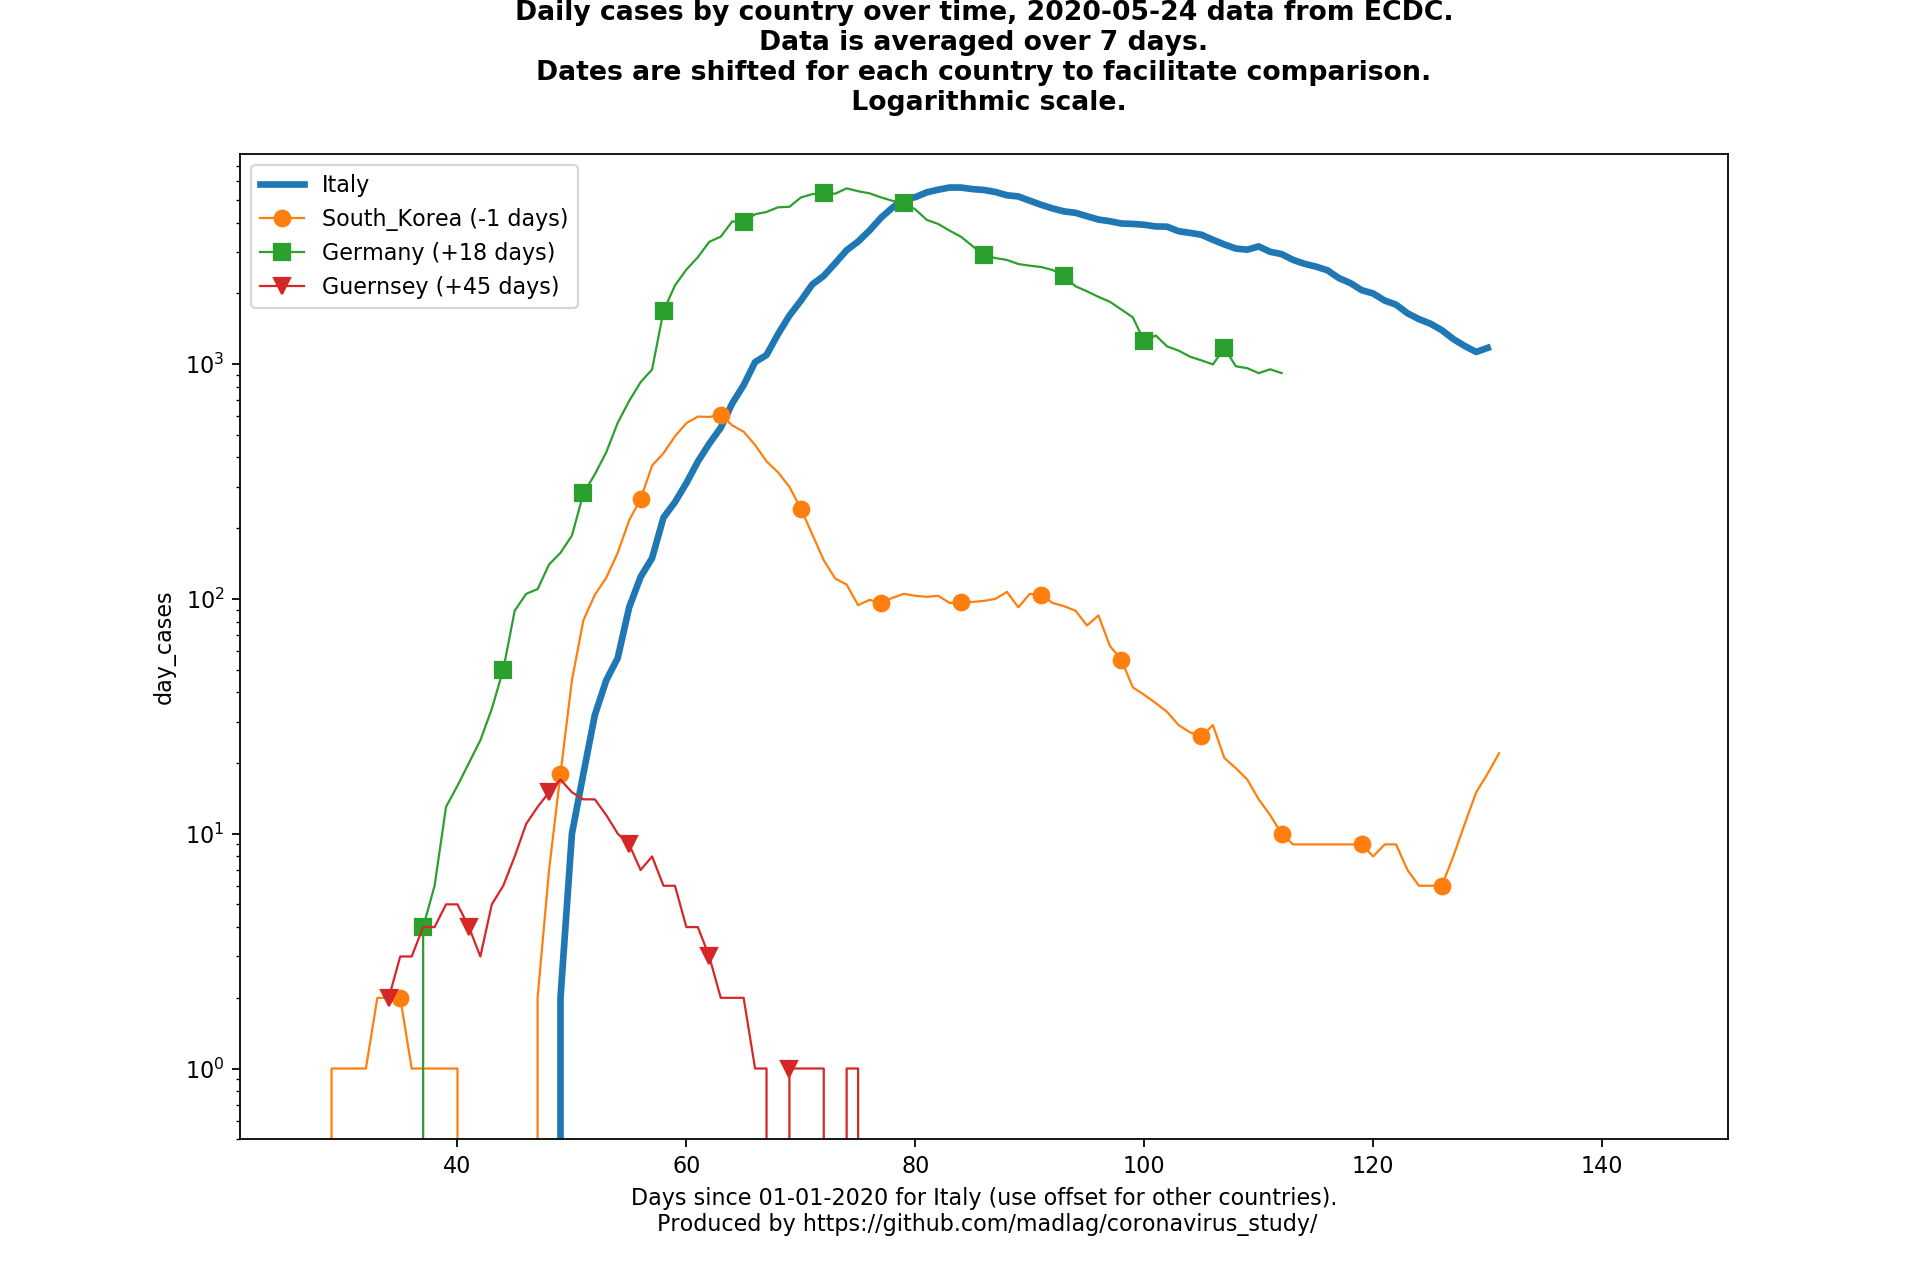 Daily cases by country over time, 2020-05-24 data from ECDC.
Data is averaged over 7 days.
Dates are shifted for each country to facilitate comparison.
Logarithmic scale.
Italy
South_Korea (-1 days)
Germany (+18 days)
Guernsey (+45 days)
10³
10²
10¹
10⁰
day_cases
40 60 80 100 120 140
Days since 01-01-2020 for Italy (use offset for other countries).
Produced by https://github.com/madlag/coronavirus_study/